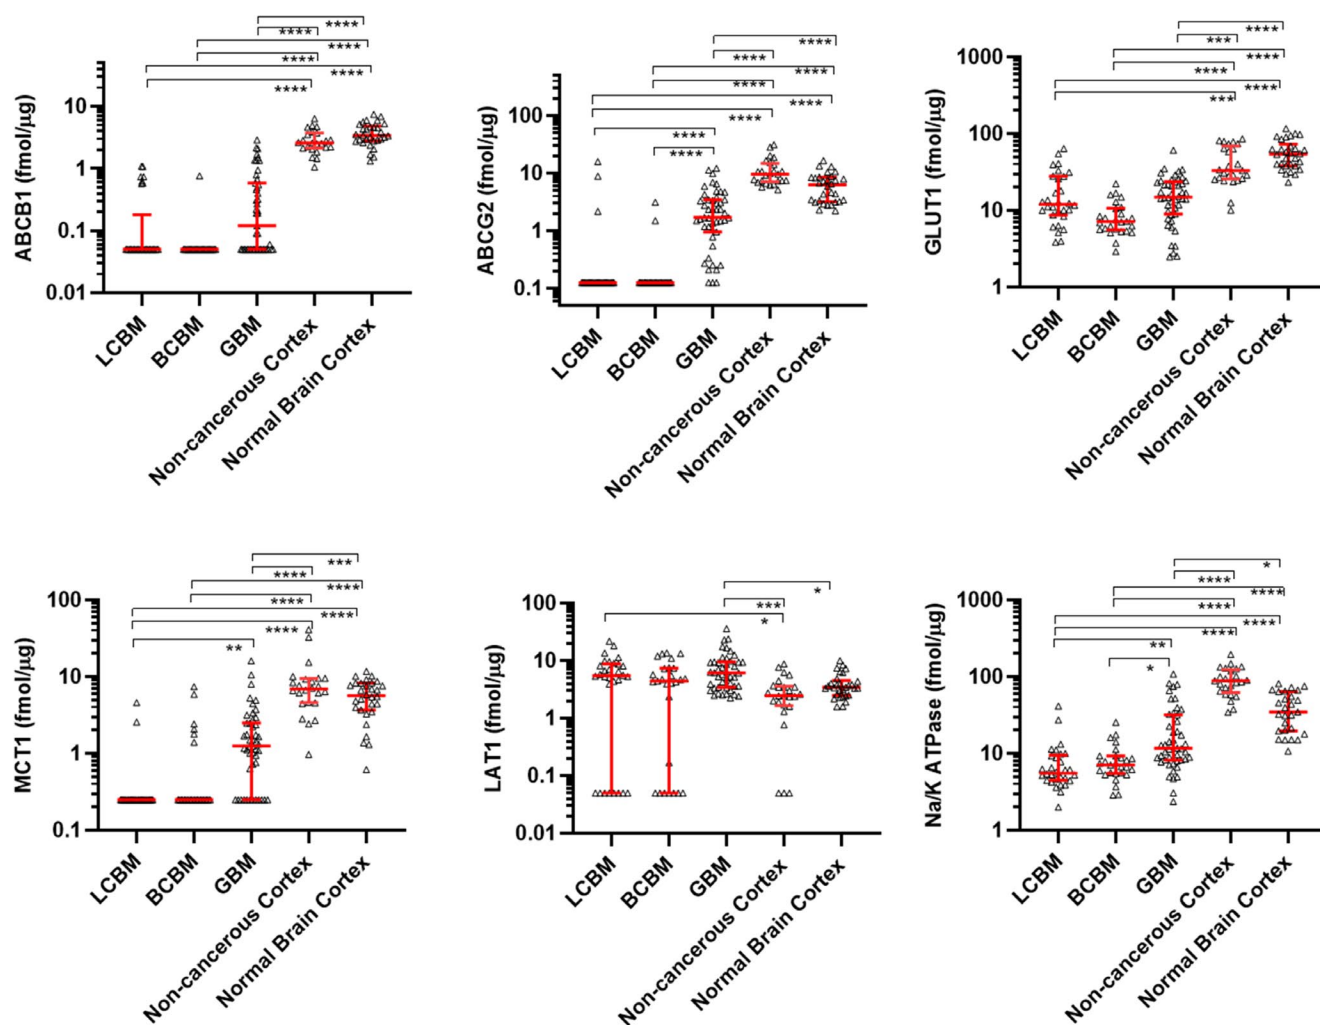 ****
****
****
****
****
****
ABCB1 (fmol/µg)
10
1
0.1
0.01
LCBM
BCBM
GBM
Non-cancerous Cortex
Normal Brain Cortex
****
****
****
****
****
****
****
****
ABCG2 (fmol/µg)
100
10
1
0.1
LCBM
BCBM
GBM
Non-cancerous Cortex
Normal Brain Cortex
****
***
****
****
****
***
GLUT1 (fmol/µg)
1000
100
10
1
LCBM
BCBM
GBM
Non-cancerous Cortex
Normal Brain Cortex
***
****
****
****
****
****
**
MCT1 (fmol/µg)
100
10
1
0.1
LCBM
BCBM
GBM
Non-cancerous Cortex
Normal Brain Cortex
*
***
*
LAT1 (fmol/µg)
100
10
1
0.1
0.01
LCBM
BCBM
GBM
Non-cancerous Cortex
Normal Brain Cortex
*
****
****
****
****
****
**
*
Na/K ATPase (fmol/µg)
1000
100
10
1
LCBM
BCBM
GBM
Non-cancerous Cortex
Normal Brain Cortex